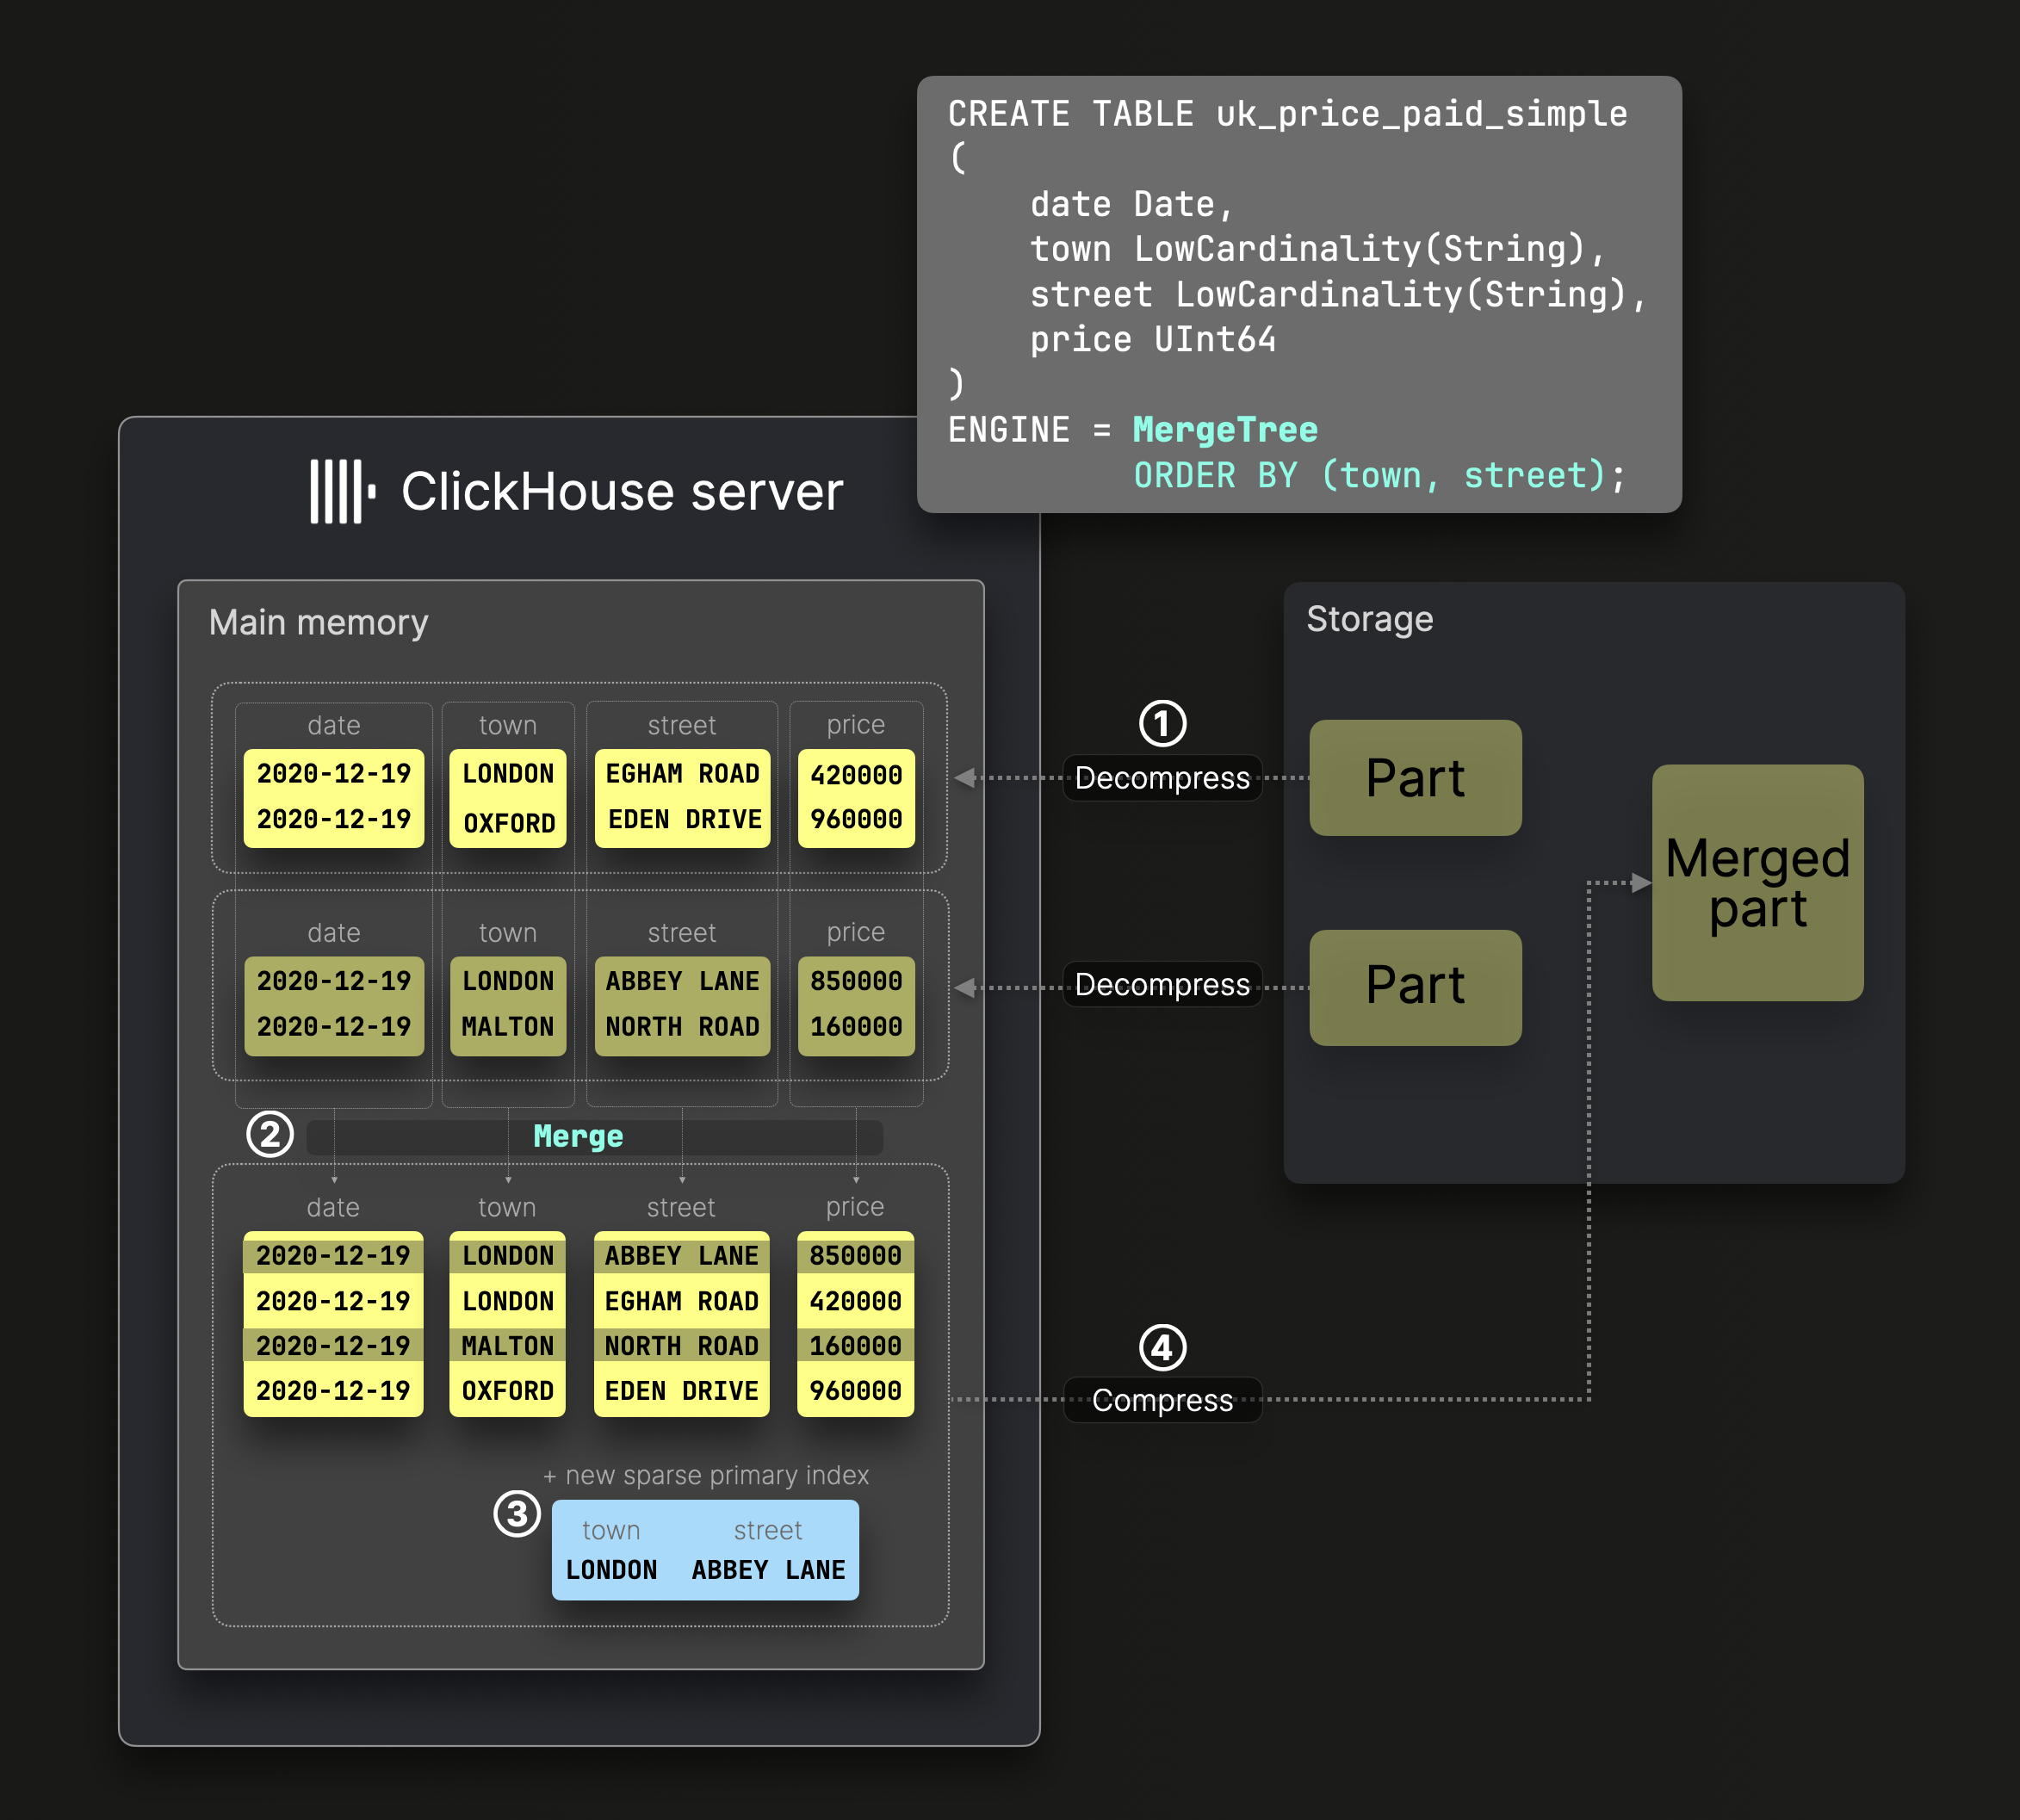 CREATE TABLE uk_price_paid_simple
(
    date Date,
    town LowCardinality(String),
    street LowCardinality(String),
    price UInt64
)
ENGINE = MergeTree
         ORDER BY (town, street);
ClickHouse server
Main memory
date town street price
2020-12-19 LONDON EGHAM ROAD 420000
2020-12-19 OXFORD EDEN DRIVE 960000
date town street price
2020-12-19 LONDON ABBEY LANE 850000
2020-12-19 MALTON NORTH ROAD 160000
② Merge
date town street price
2020-12-19 LONDON ABBEY LANE 850000
2020-12-19 LONDON EGHAM ROAD 420000
2020-12-19 MALTON NORTH ROAD 160000
2020-12-19 OXFORD EDEN DRIVE 960000
+ new sparse primary index
③
town street
LONDON ABBEY LANE
①
Decompress
Decompress
④
Compress
Storage
Part
Part
Merged
part